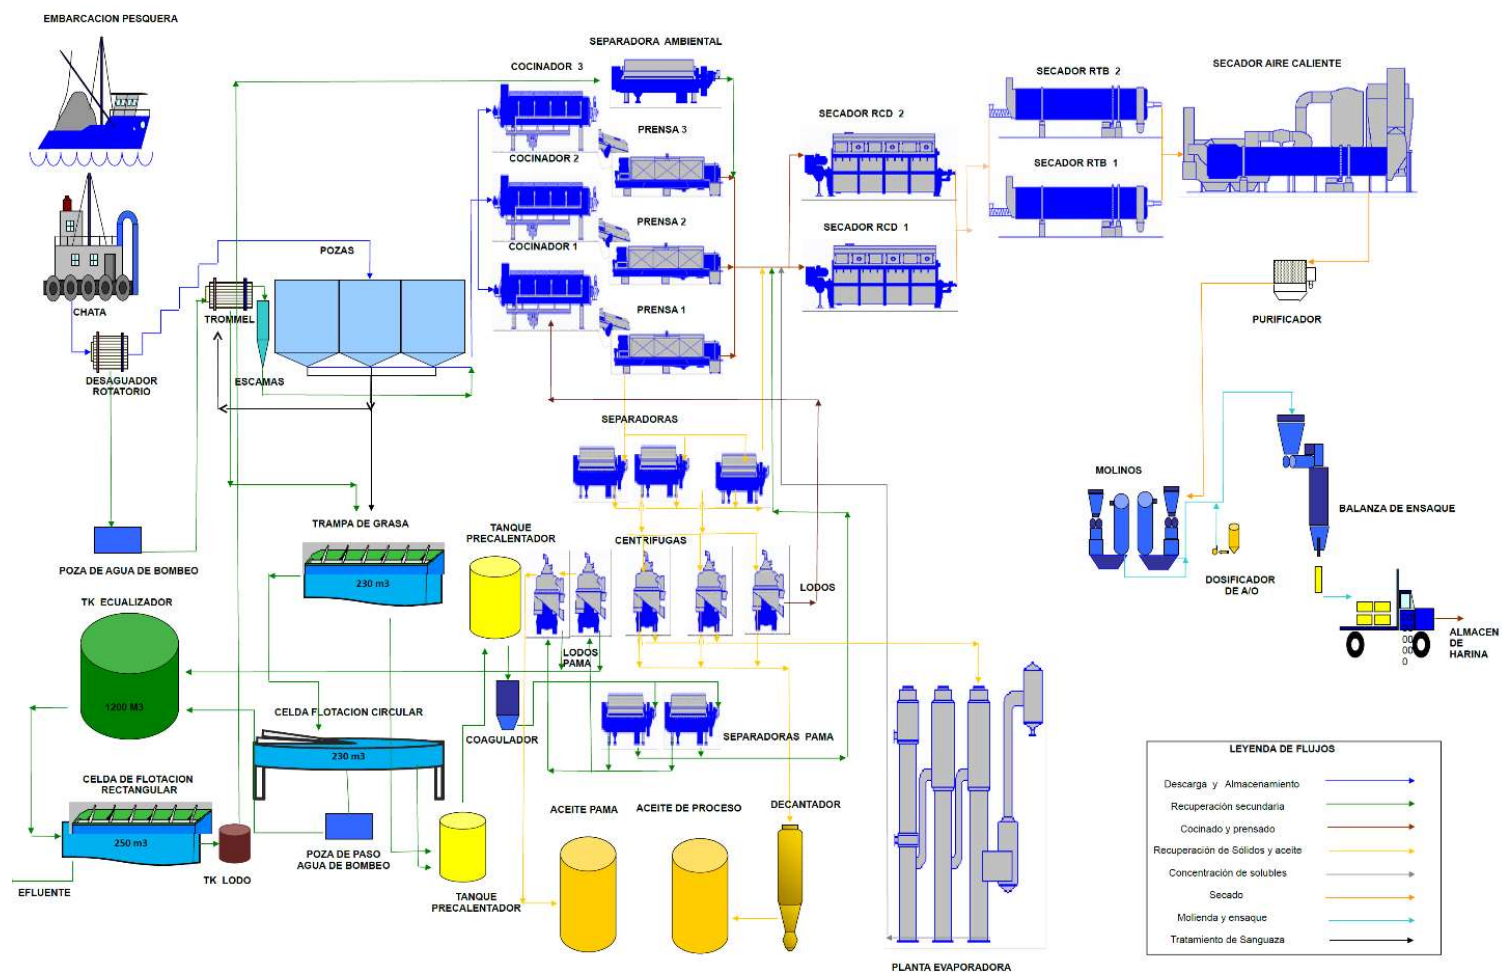 EMBARCACION PESQUERA
SEPARADORA AMBIENTAL
COCINADOR 3
SECADOR RTB 2
SECADOR AIRE CALIENTE
SECADOR RCD 2
PRENSA 3
COCINADOR 2
SECADOR RTB 1
PRENSA 2
SECADOR RCD 1
COCINADOR 1
POZAS
CHATA
TROMMEL
PRENSA 1
PURIFICADOR
DESAGUADOR
ROTATORIO
ESCAMAS
SEPARADORAS
MOLINOS
BALANZA DE ENSAQUE
TRAMPA DE GRASA
TANQUE
PRECALENTADOR
CENTRIFUGAS
POZA DE AGUA DE BOMBEO
230 m3
LODOS
DOSIFICADOR
DE A/O
TK ECUALIZADOR
ALMACEN
DE
HARINA
LODOS
PAMA
1200 M3
CELDA FLOTACION CIRCULAR
COAGULADOR
SEPARADORAS PAMA
230 m3
CELDA DE FLOTACION
RECTANGULAR
ACEITE PAMA
ACEITE DE PROCESO
DECANTADOR
250 m3
POZA DE PASO
AGUA DE BOMBEO
TK LODO
EFLUENTE
TANQUE
PRECALENTADOR
PLANTA EVAPORADORA
LEYENDA DE FLUJOS
Descarga y Almacenamiento
Recuperación secundaria
Cocinado y prensado
Recuperación de Sólidos y aceite
Concentración de solubles
Secado
Molienda y ensaque
Tratamiento de Sanguaza